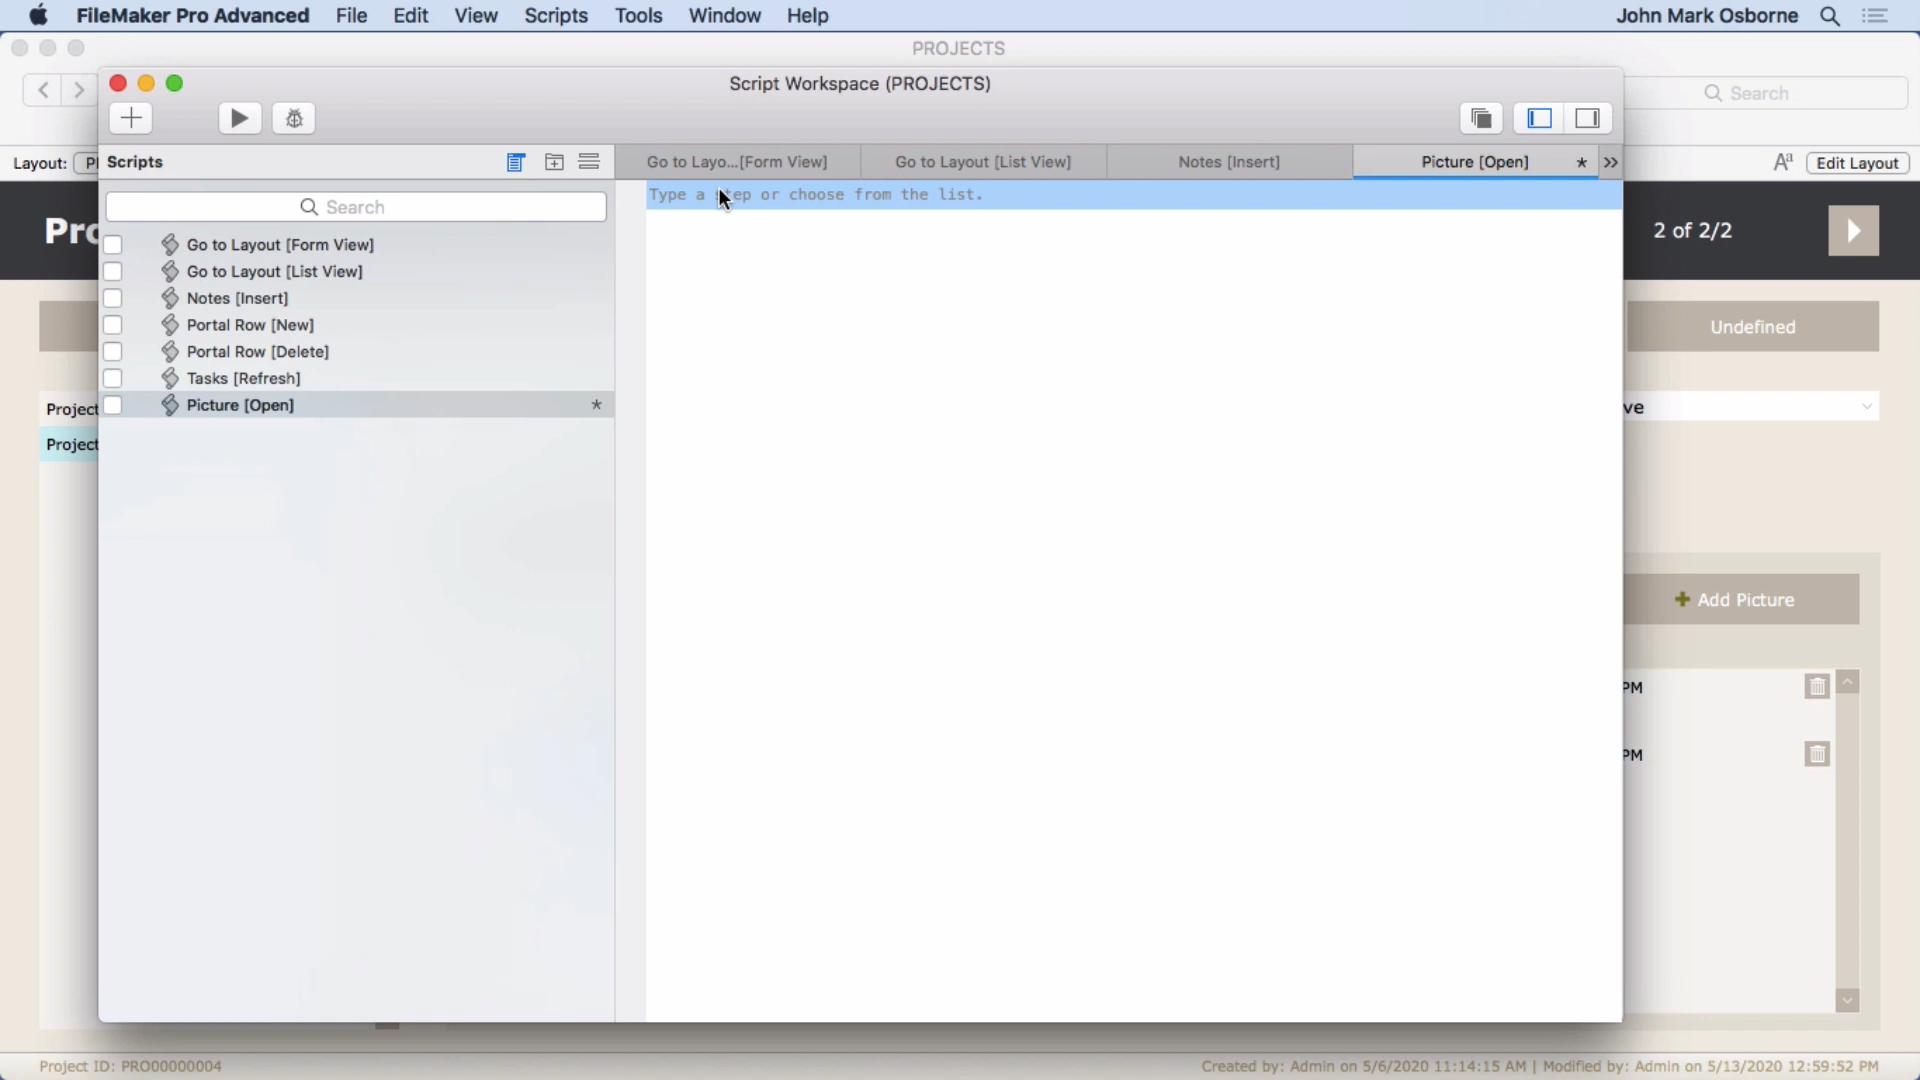 FileMaker Pro Advanced File Edit View Scripts Tools Window Help John Mark Osborne
PROJECTS
Script Workspace (PROJECTS)
Search
Layout:
Scripts
Go to Layo...[Form View] Go to Layout [List View] Notes [Insert] Picture [Open] * »
Edit Layout
Search
Type a step or choose from the list.
2 of 2/2
Go to Layout [Form View]
Go to Layout [List View]
Notes [Insert]
Portal Row [New]
Portal Row [Delete]
Tasks [Refresh]
Picture [Open] *
Undefined
Project
Project
ve
Add Picture
PM
PM
Project ID: PRO00000004
Created by: Admin on 5/6/2020 11:14:15 AM | Modified by: Admin on 5/13/2020 12:59:52 PM